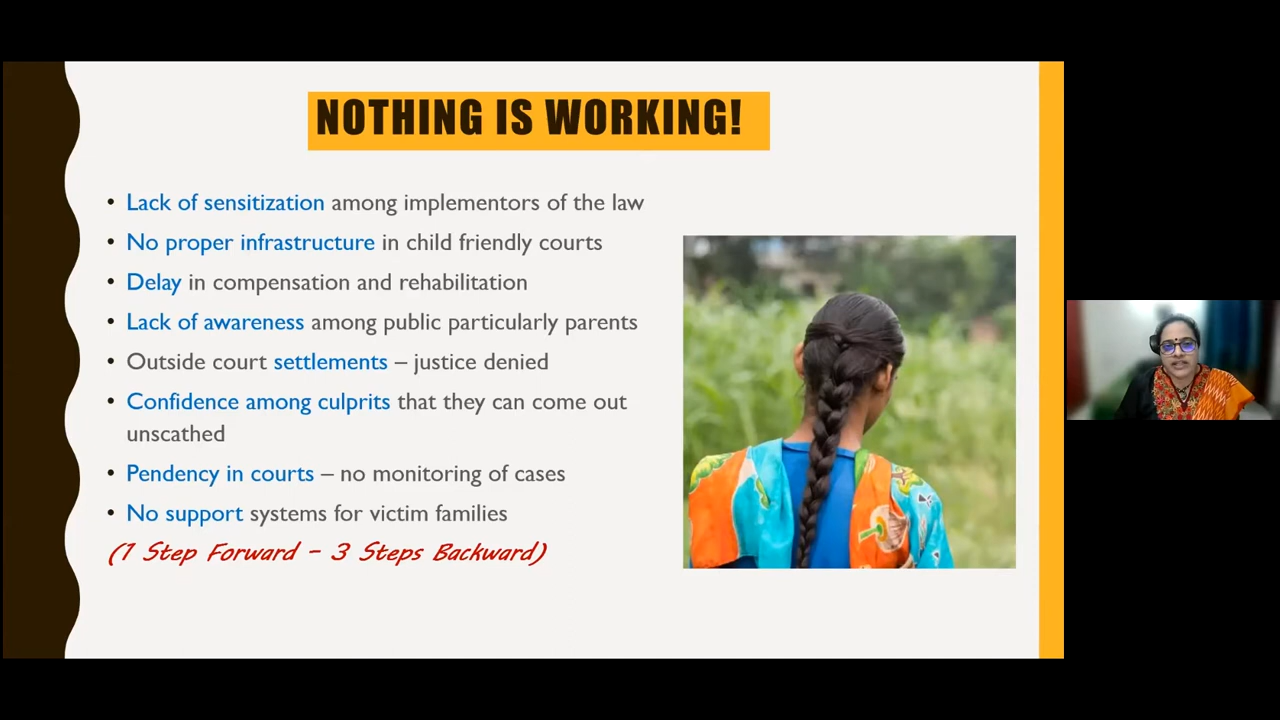 NOTHING IS WORKING!
• Lack of sensitization among implementors of the law
• No proper infrastructure in child friendly courts
• Delay in compensation and rehabilitation
• Lack of awareness among public particularly parents
• Outside court settlements – justice denied
• Confidence among culprits that they can come out
unscathed
• Pendency in courts – no monitoring of cases
• No support systems for victim families
(1 Step Forward – 3 Steps Backward)